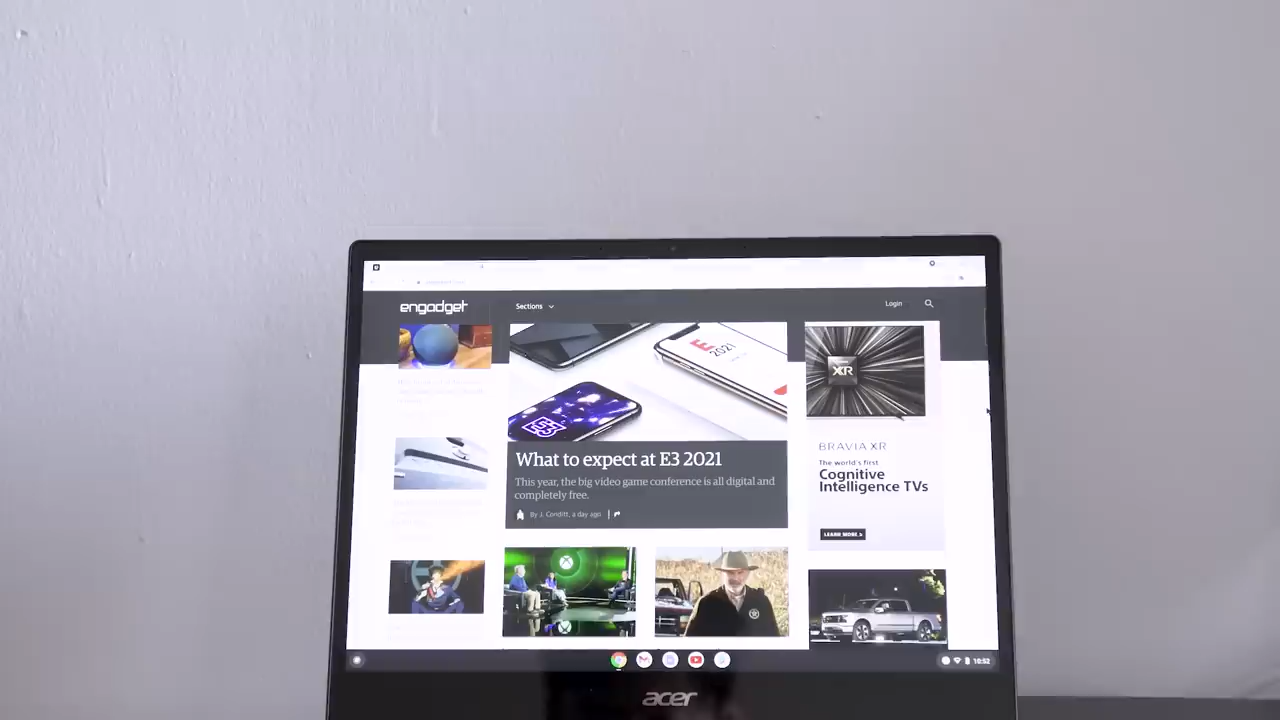 engadget
Sections
Login
E
2021
E3
XR
What to expect at E3 2021
This year, the big video game conference is all digital and
completely free.
By J. Conditt, a day ago
BRAVIA XR
The world's first
Cognitive
Intelligence TVs
LEARN MORE
10:52
acer